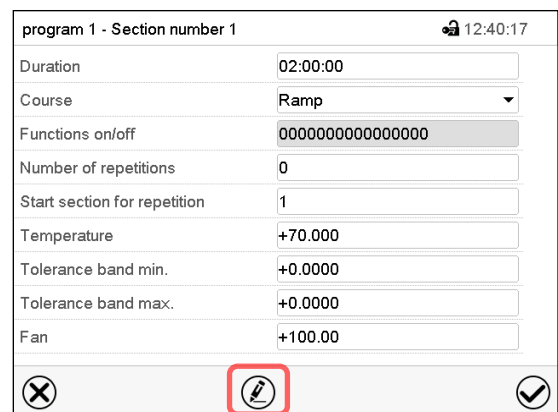 program 1 - Section number 1 12:40:17
Duration 02:00:00
Course Ramp
Functions on/off 0000000000000000
Number of repetitions 0
Start section for repetition 1
Temperature +70.000
Tolerance band min. +0.0000
Tolerance band max. +0.0000
Fan +100.00